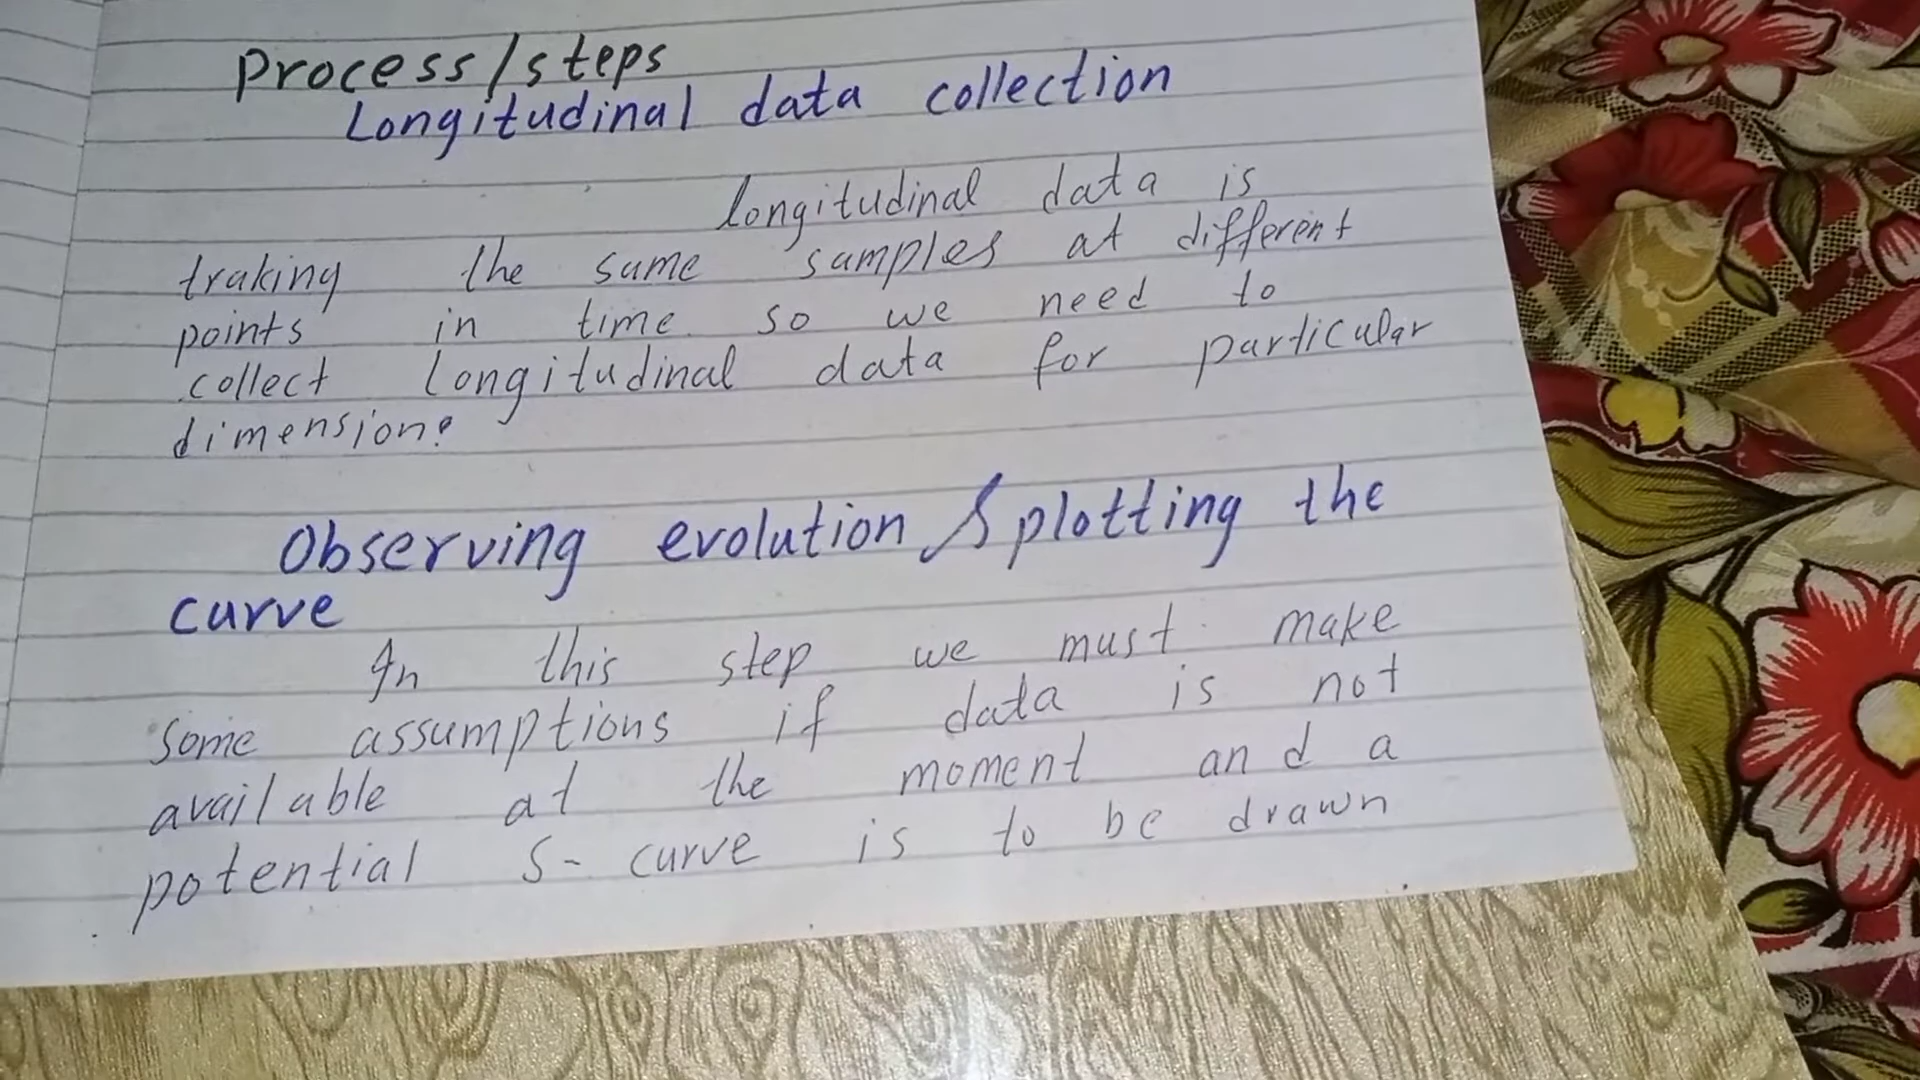 Process/steps
Longitudinal data collection
longitudinal data is
traking the same samples at different
points in time so we need to
collect longitudinal data for particular
dimension.
Observing evolution & plotting the
curve
In this step we must make
some assumptions if data is not
available at the moment and a
potential S- curve is to be drawn